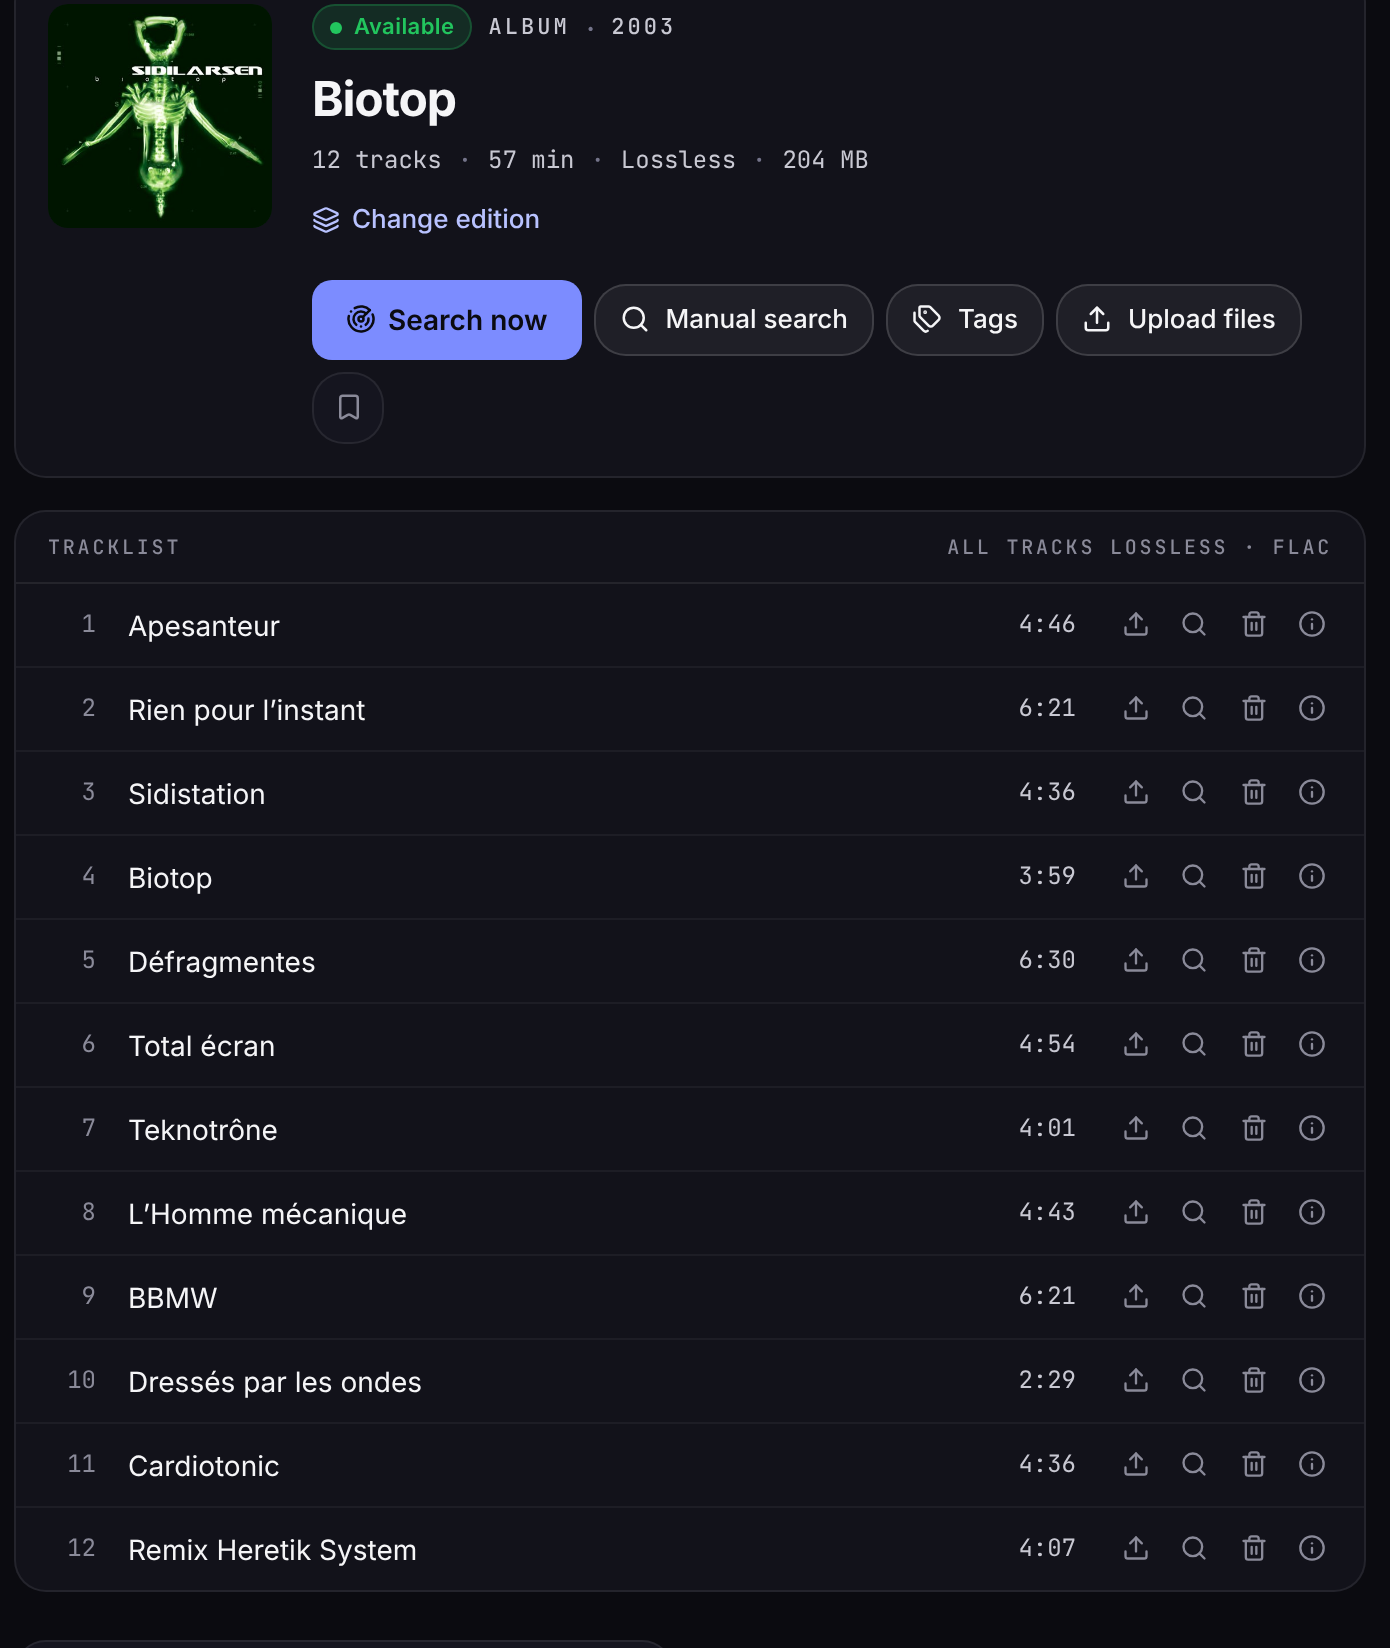 SIDILARSEN
b i o t o p
Available ALBUM · 2003
Biotop
12 tracks · 57 min · Lossless · 204 MB
Change edition
Search now Manual search Tags Upload files
TRACKLIST ALL TRACKS LOSSLESS · FLAC
1 Apesanteur 4:46
2 Rien pour l’instant 6:21
3 Sidistation 4:36
4 Biotop 3:59
5 Défragmentes 6:30
6 Total écran 4:54
7 Teknotrône 4:01
8 L’Homme mécanique 4:43
9 BBMW 6:21
10 Dressés par les ondes 2:29
11 Cardiotonic 4:36
12 Remix Heretik System 4:07